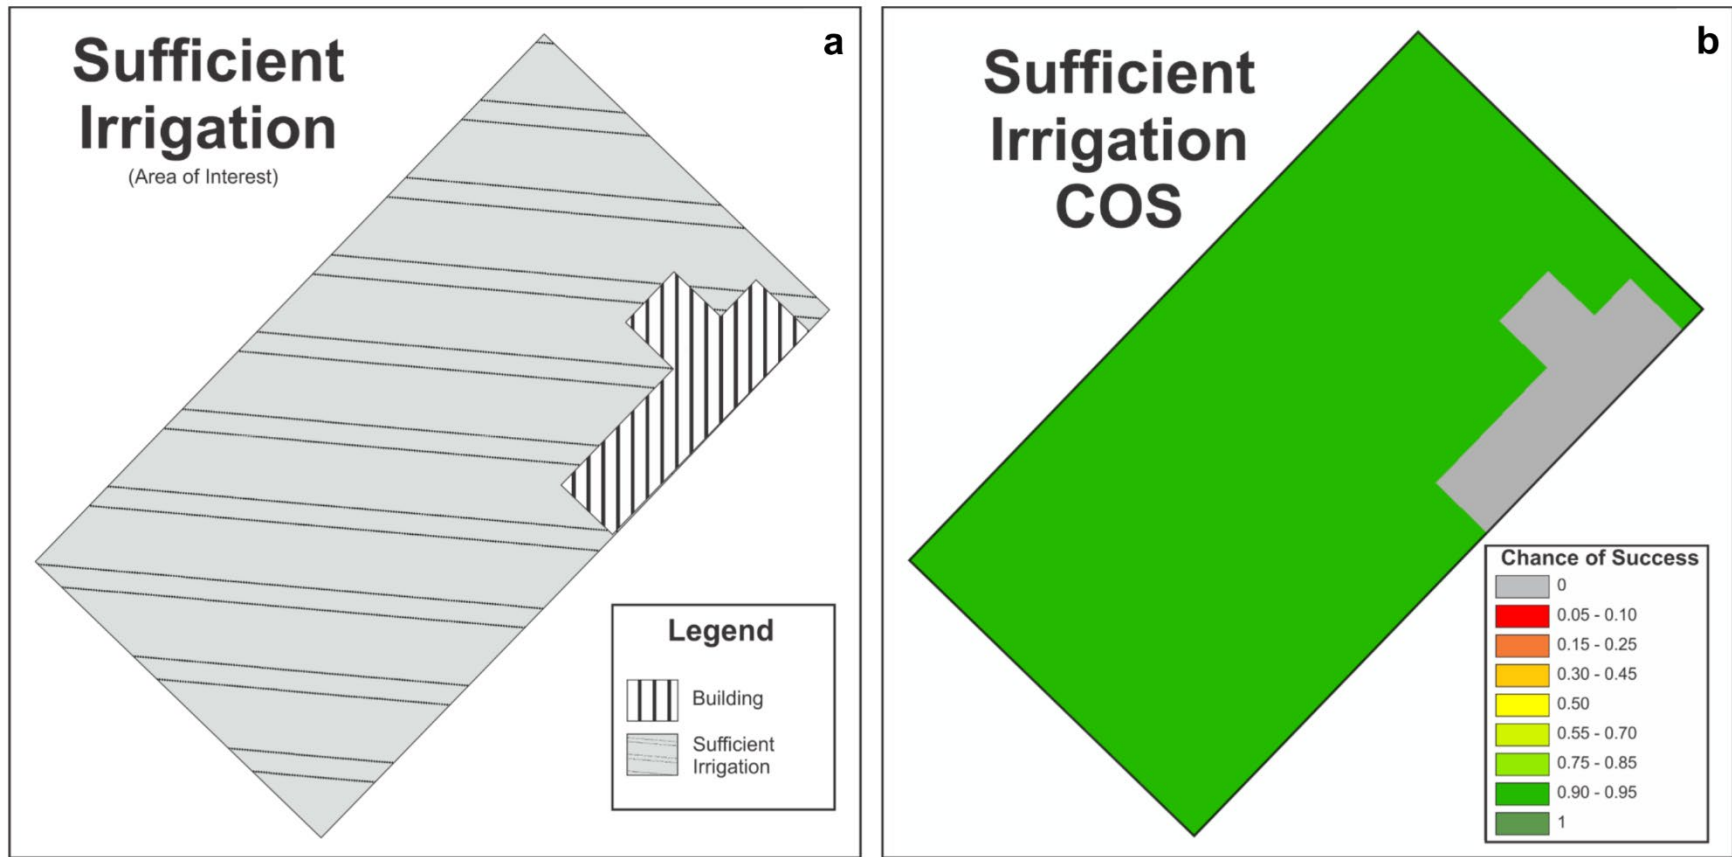 Sufficient
Irrigation
(Area of Interest)
a
Legend
Building
Sufficient
Irrigation
Sufficient
Irrigation
COS
b
Chance of Success
0
0.05 - 0.10
0.15 - 0.25
0.30 - 0.45
0.50
0.55 - 0.70
0.75 - 0.85
0.90 - 0.95
1